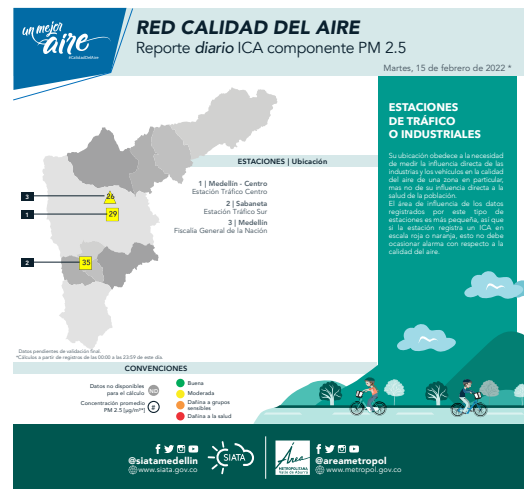 un mejor
aire
#CalidadDelAire
RED CALIDAD DEL AIRE
Reporte diario ICA componente PM 2.5
Martes, 15 de febrero de 2022 *
ESTACIONES
DE TRÁFICO
O INDUSTRIALES
Su ubicación obedece a la necesidad
de medir la influencia directa de las
industrias y los vehículos en la calidad
del aire de una zona en particular,
mas no de su influencia directa a la
salud de la población.
El área de influencia de los datos
registrados por este tipo de
estaciones es más pequeña, así que
si la estación registra un ICA en
escala roja o naranja, esto no debe
ocasionar alarma con respecto a la
calidad del aire.
ESTACIONES | Ubicación
1 | Medellín - Centro
Estación Tráfico Centro
2 | Sabaneta
Estación Tráfico Sur
3 | Medellín
Fiscalía General de la Nación
3
26
1
29
2
35
Datos pendientes de validación final.
*Cálculos a partir de registros de las 00:00 a las 23:59 de este día.
CONVENCIONES
Datos no disponibles
para el cálculo
ND
Concentración promedio
PM 2.5 [µg/m³*]
#
Buena
Moderada
Dañina a grupos
sensibles
Dañina a la salud
@siatamedellin
www.siata.gov.co
SIATA
Área
METROPOLITANA
Valle de Aburrá
@areametropol
www.metropol.gov.co